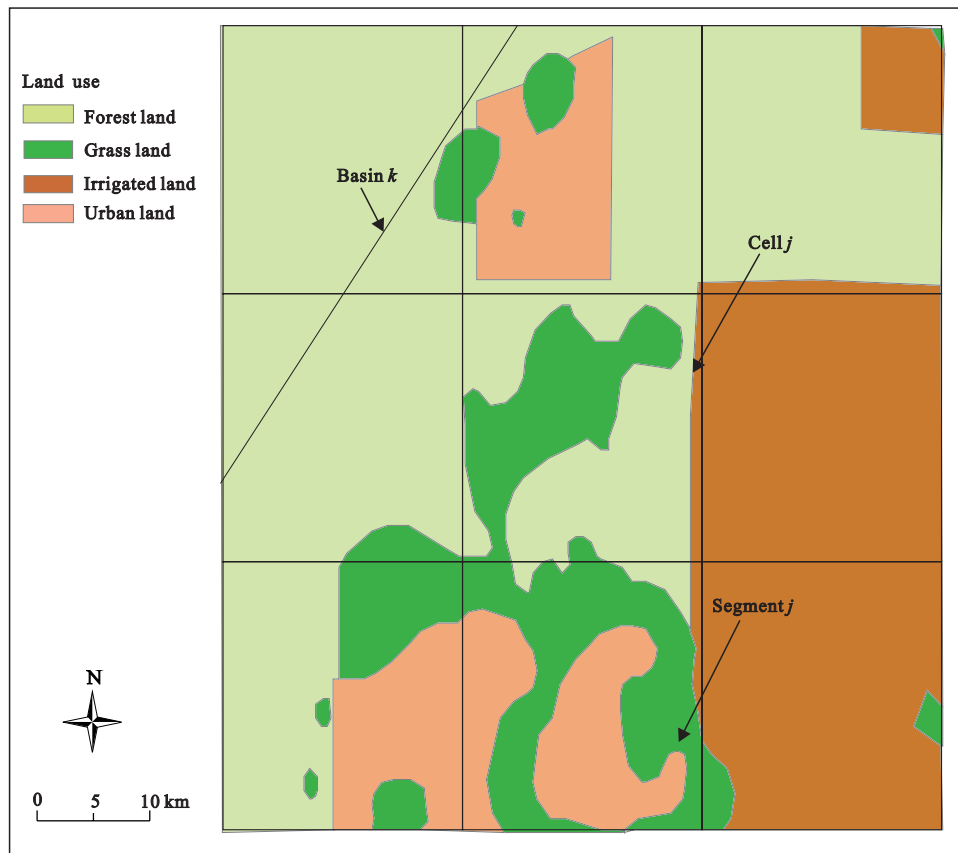 Land use
Forest land
Grass land
Irrigated land
Urban land
Basin k
Cell j
Segment j
N
0 5 10 km